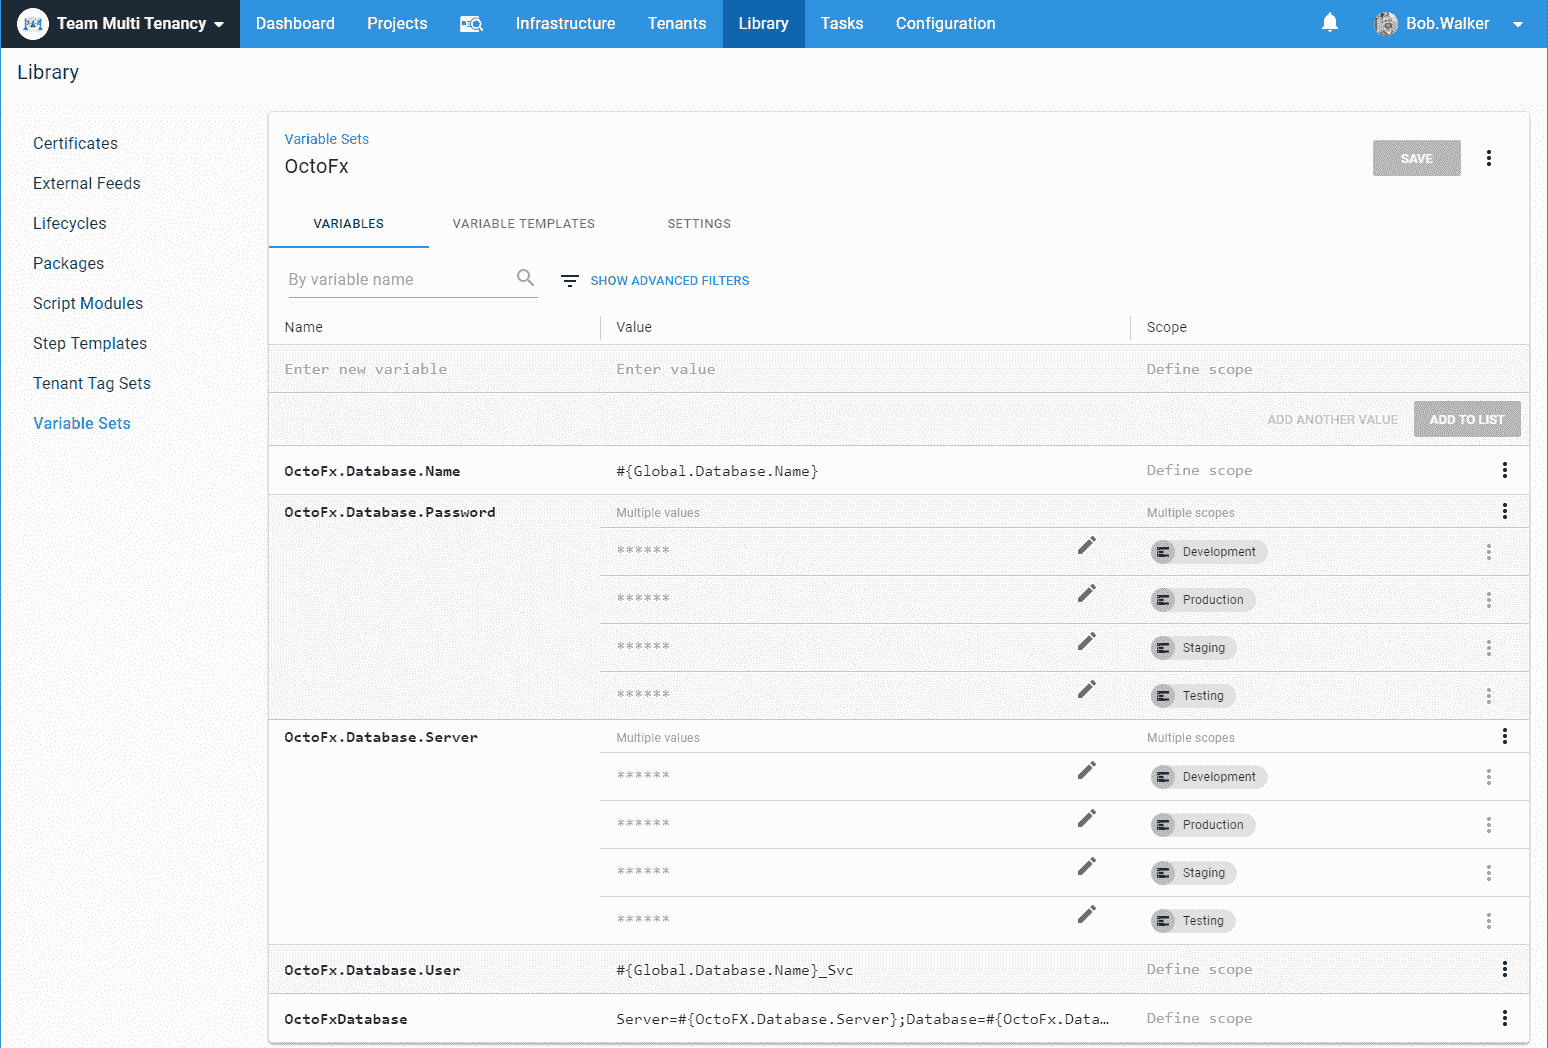 Team Multi Tenancy Dashboard Projects Infrastructure Tenants Library Tasks Configuration Bob.Walker
Library
Certificates
External Feeds
Lifecycles
Packages
Script Modules
Step Templates
Tenant Tag Sets
Variable Sets
Variable Sets
OctoFx
SAVE
VARIABLES VARIABLE TEMPLATES SETTINGS
By variable name SHOW ADVANCED FILTERS
Name Value Scope
Enter new variable Enter value Define scope
ADD ANOTHER VALUE ADD TO LIST
OctoFx.Database.Name #{Global.Database.Name} Define scope
OctoFx.Database.Password Multiple values Multiple scopes
****** Development
****** Production
****** Staging
****** Testing
OctoFx.Database.Server Multiple values Multiple scopes
****** Development
****** Production
****** Staging
****** Testing
OctoFx.Database.User #{Global.Database.Name}_Svc Define scope
OctoFxDatabase Server=#{OctoFX.Database.Server};Database=#{OctoFx.Data… Define scope